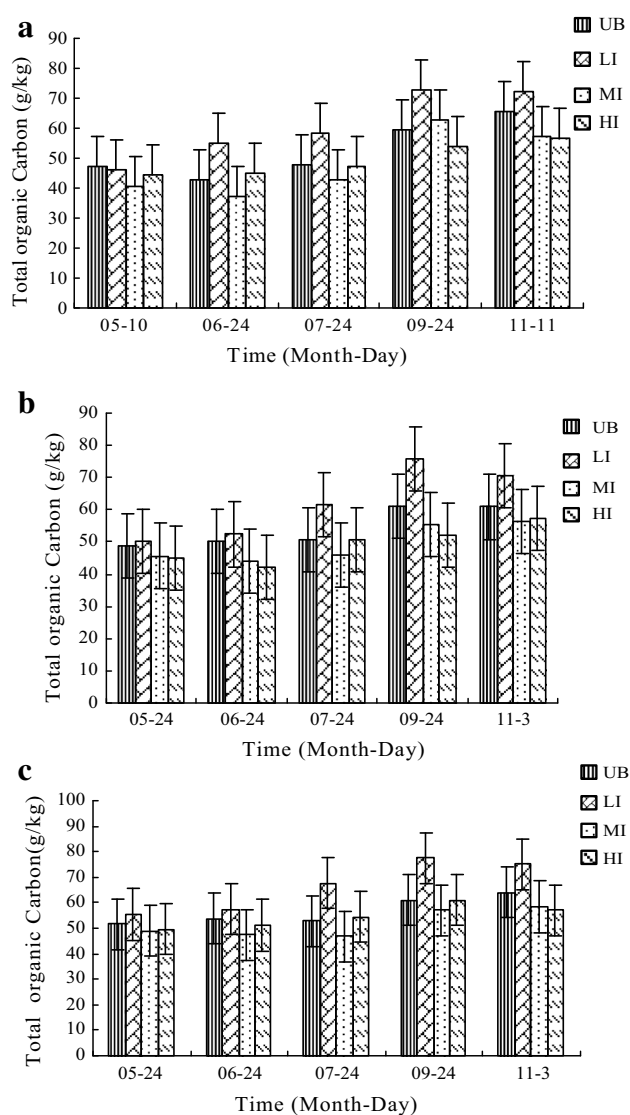 a
UB
LI
MI
HI
Total organic Carbon (g/kg)
90
80
70
60
50
40
30
20
10
0
05-10 06-24 07-24 09-24 11-11
Time (Month-Day)
b
UB
LI
MI
HI
Total organic Carbon (g/kg)
90
80
70
60
50
40
30
20
10
0
05-24 06-24 07-24 09-24 11-3
Time (Month-Day)
c
UB
LI
MI
HI
Total organic Carbon(g/kg)
100
90
80
70
60
50
40
30
20
10
0
05-24 06-24 07-24 09-24 11-3
Time (Month-Day)